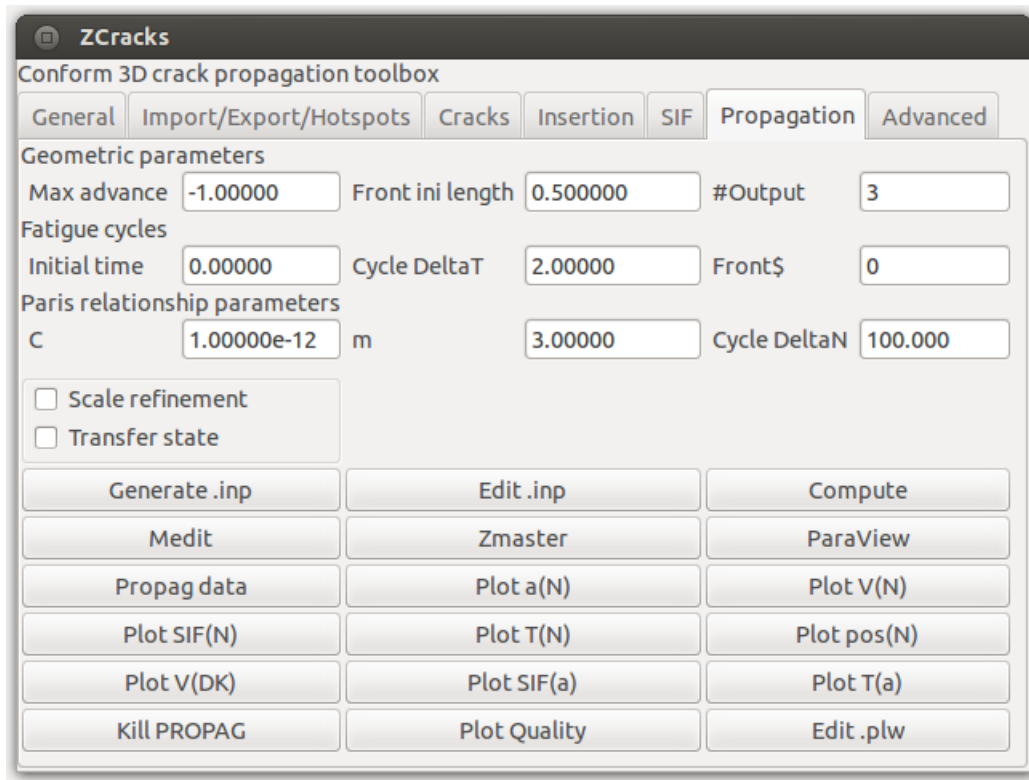 ZCracks
Conform 3D crack propagation toolbox
General Import/Export/Hotspots Cracks Insertion SIF Propagation Advanced
Geometric parameters
Max advance -1.00000 Front ini length 0.500000 #Output 3
Fatigue cycles
Initial time 0.00000 Cycle DeltaT 2.00000 Front$ 0
Paris relationship parameters
C 1.00000e-12 m 3.00000 Cycle DeltaN 100.000
Scale refinement
Transfer state
Generate .inp Edit .inp Compute
Medit Zmaster ParaView
Propag data Plot a(N) Plot V(N)
Plot SIF(N) Plot T(N) Plot pos(N)
Plot V(DK) Plot SIF(a) Plot T(a)
Kill PROPAG Plot Quality Edit .plw